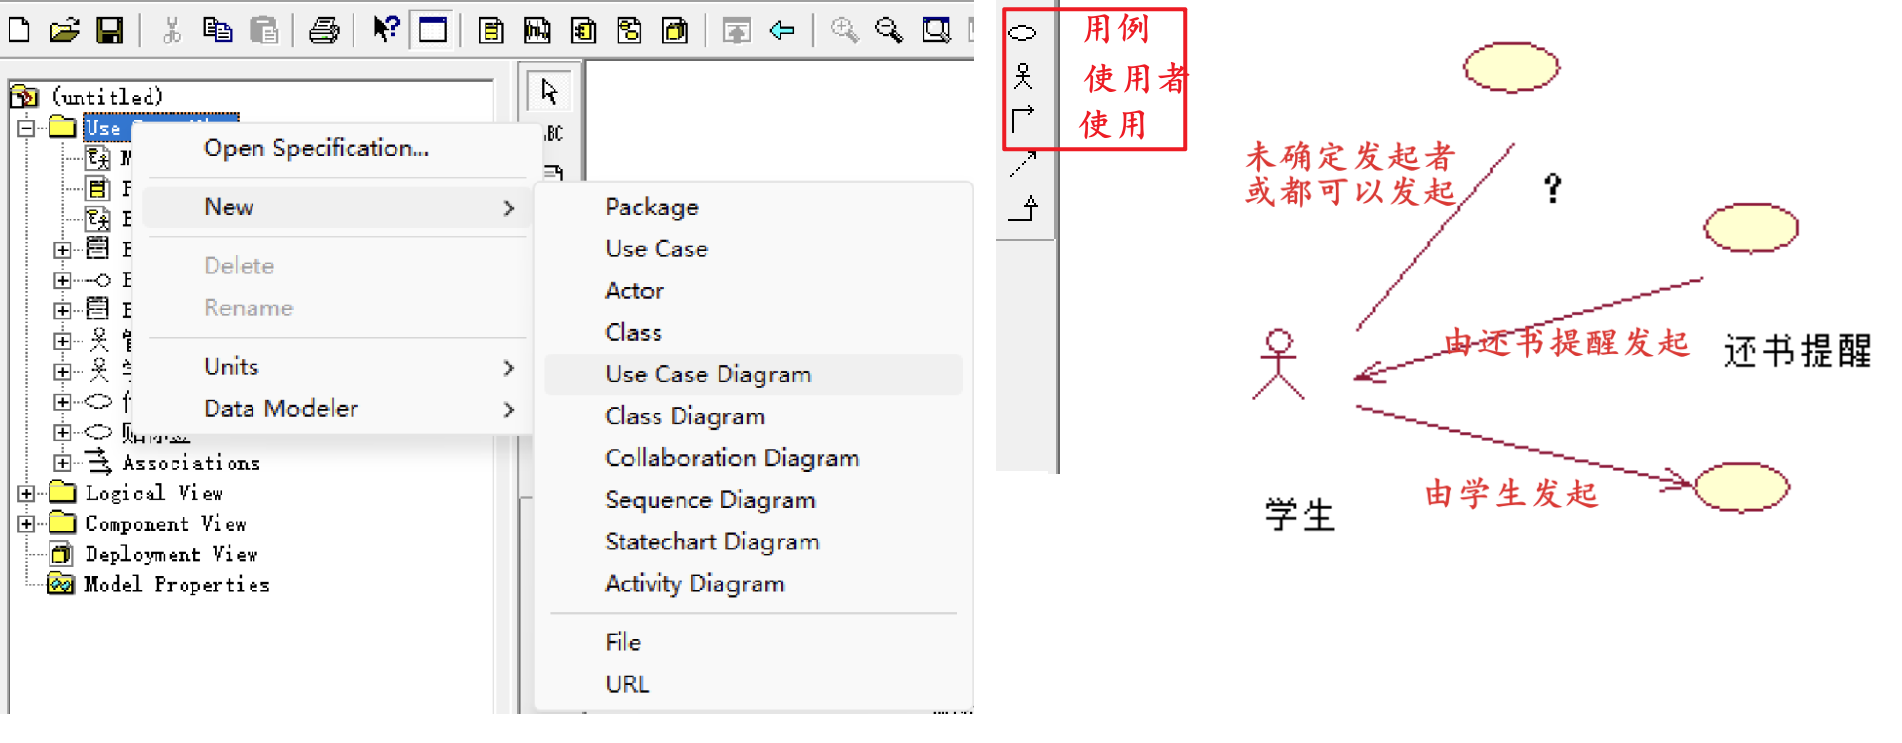 (untitled)
Use
Open Specification...
New
Delete
Rename
Units
Data Modeler
Associations
Logical View
Component View
Deployment View
Model Properties
Package
Use Case
Actor
Class
Use Case Diagram
Class Diagram
Collaboration Diagram
Sequence Diagram
Statechart Diagram
Activity Diagram
File
URL
用例
使用者
使用
未确定发起者
或都可以发起
?
由还书提醒发起
还书提醒
由学生发起
学生